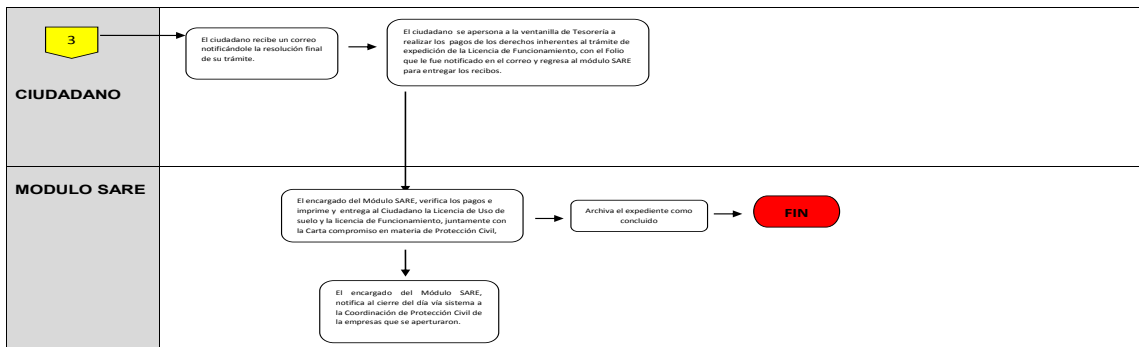 3
CIUDADANO
El ciudadano recibe un correo
notificándole la resolución final
de su trámite.
El ciudadano se apersona a la ventanilla de Tesorería a
realizar los pagos de los derechos inherentes al trámite de
expedición de la Licencia de Funcionamiento, con el Folio
que le fue notificado en el correo y regresa al módulo SARE
para entregar los recibos.
MODULO SARE
El encargado del Módulo SARE, verifica los pagos e
imprime y entrega al Ciudadano la Licencia de Uso de
suelo y la licencia de Funcionamiento, juntamente con
la Carta compromiso en materia de Protección Civil,
Archiva el expediente como
concluido
FIN
El encargado del Módulo SARE,
notifica al cierre del día vía sistema a
la Coordinación de Protección Civil de
la empresas que se aperturaron.